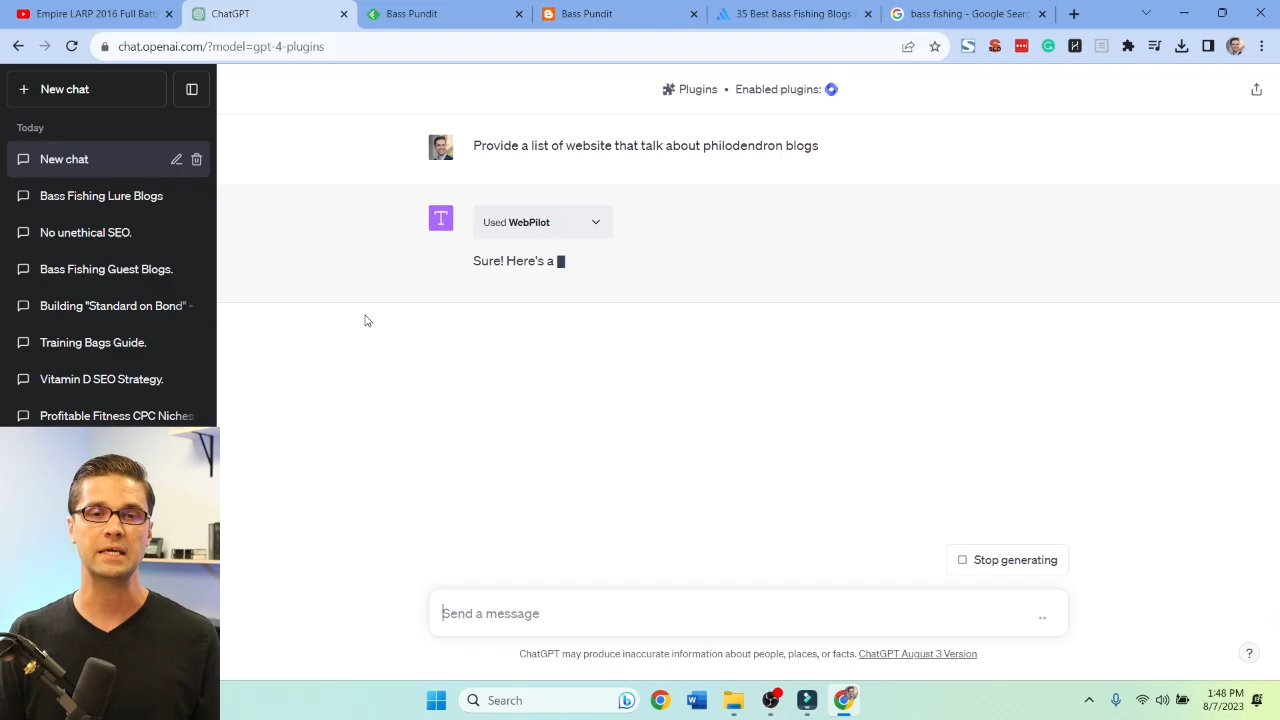 Empire LARP 2016 Full Batt
ChatGPT
Bass Pundit
Bass Pundit
35 Best Bass Fishing Blogs
bass fishing - Google Sear
chat.openai.com/?model=gpt-4-plugins
New chat
Plugins • Enabled plugins:
Today
New chat
Bass Fishing Lure Blogs
No unethical SEO.
Bass Fishing Guest Blogs.
Building "Standard on Bond" -
Training Bags Guide.
Vitamin D SEO Strategy.
Profitable Fitness CPC Niches
Provide a list of website that talk about philodendron blogs
T
Used WebPilot
Sure! Here's a
Stop generating
Send a message
ChatGPT may produce inaccurate information about people, places, or facts. ChatGPT August 3 Version
?
Search
1:48 PM
8/7/2023